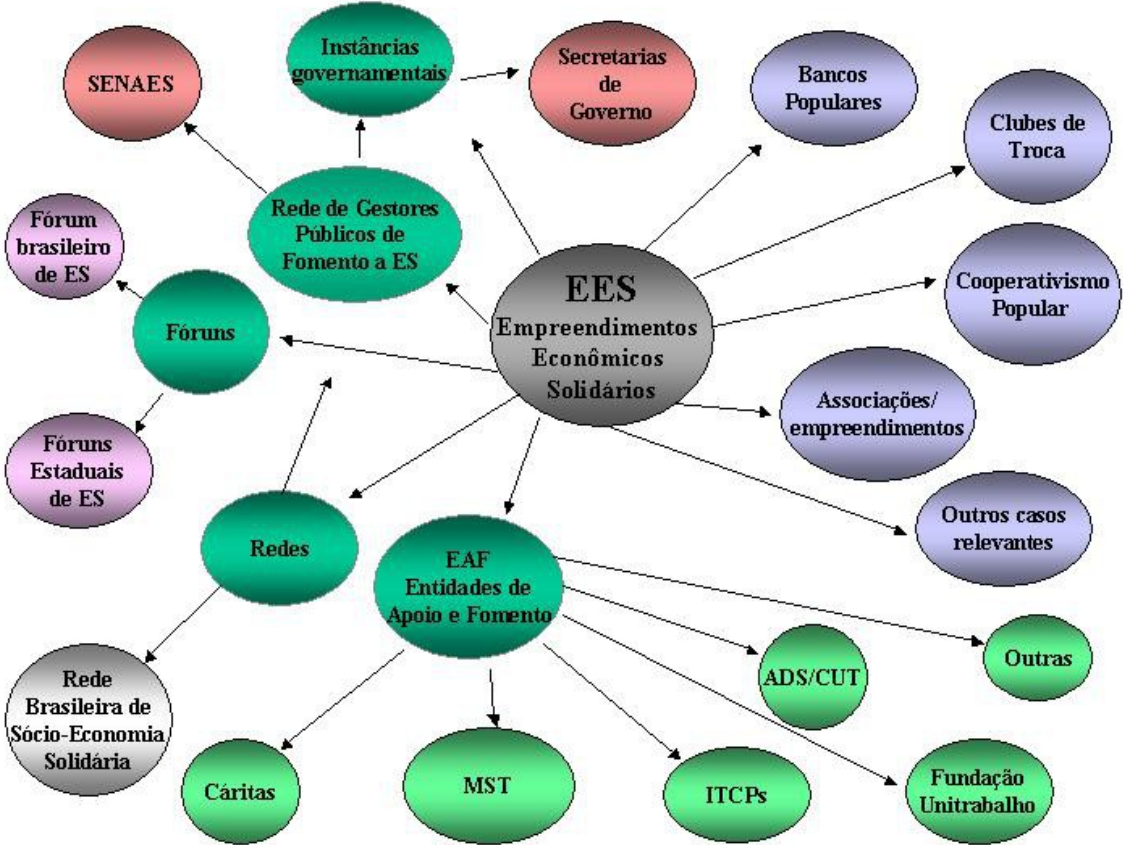 Instâncias
governamentais
SENAES
Secretarias
de
Governo
Bancos
Populares
Clubes de
Troca
Rede de Gestores
Públicos de
Fomento a ES
Fórum
brasileiro
de ES
EES
Empreendimentos
Econômicos
Solidários
Cooperativismo
Popular
Fóruns
Associações/
empreendimentos
Fóruns
Estaduais
de ES
Outros casos
relevantes
Redes
EAF
Entidades de
Apoio e Fomento
Outras
ADS/CUT
Rede
Brasileira de
Sócio-Economia
Solidária
Cáritas
MST
ITCPs
Fundação
Unitrabalho